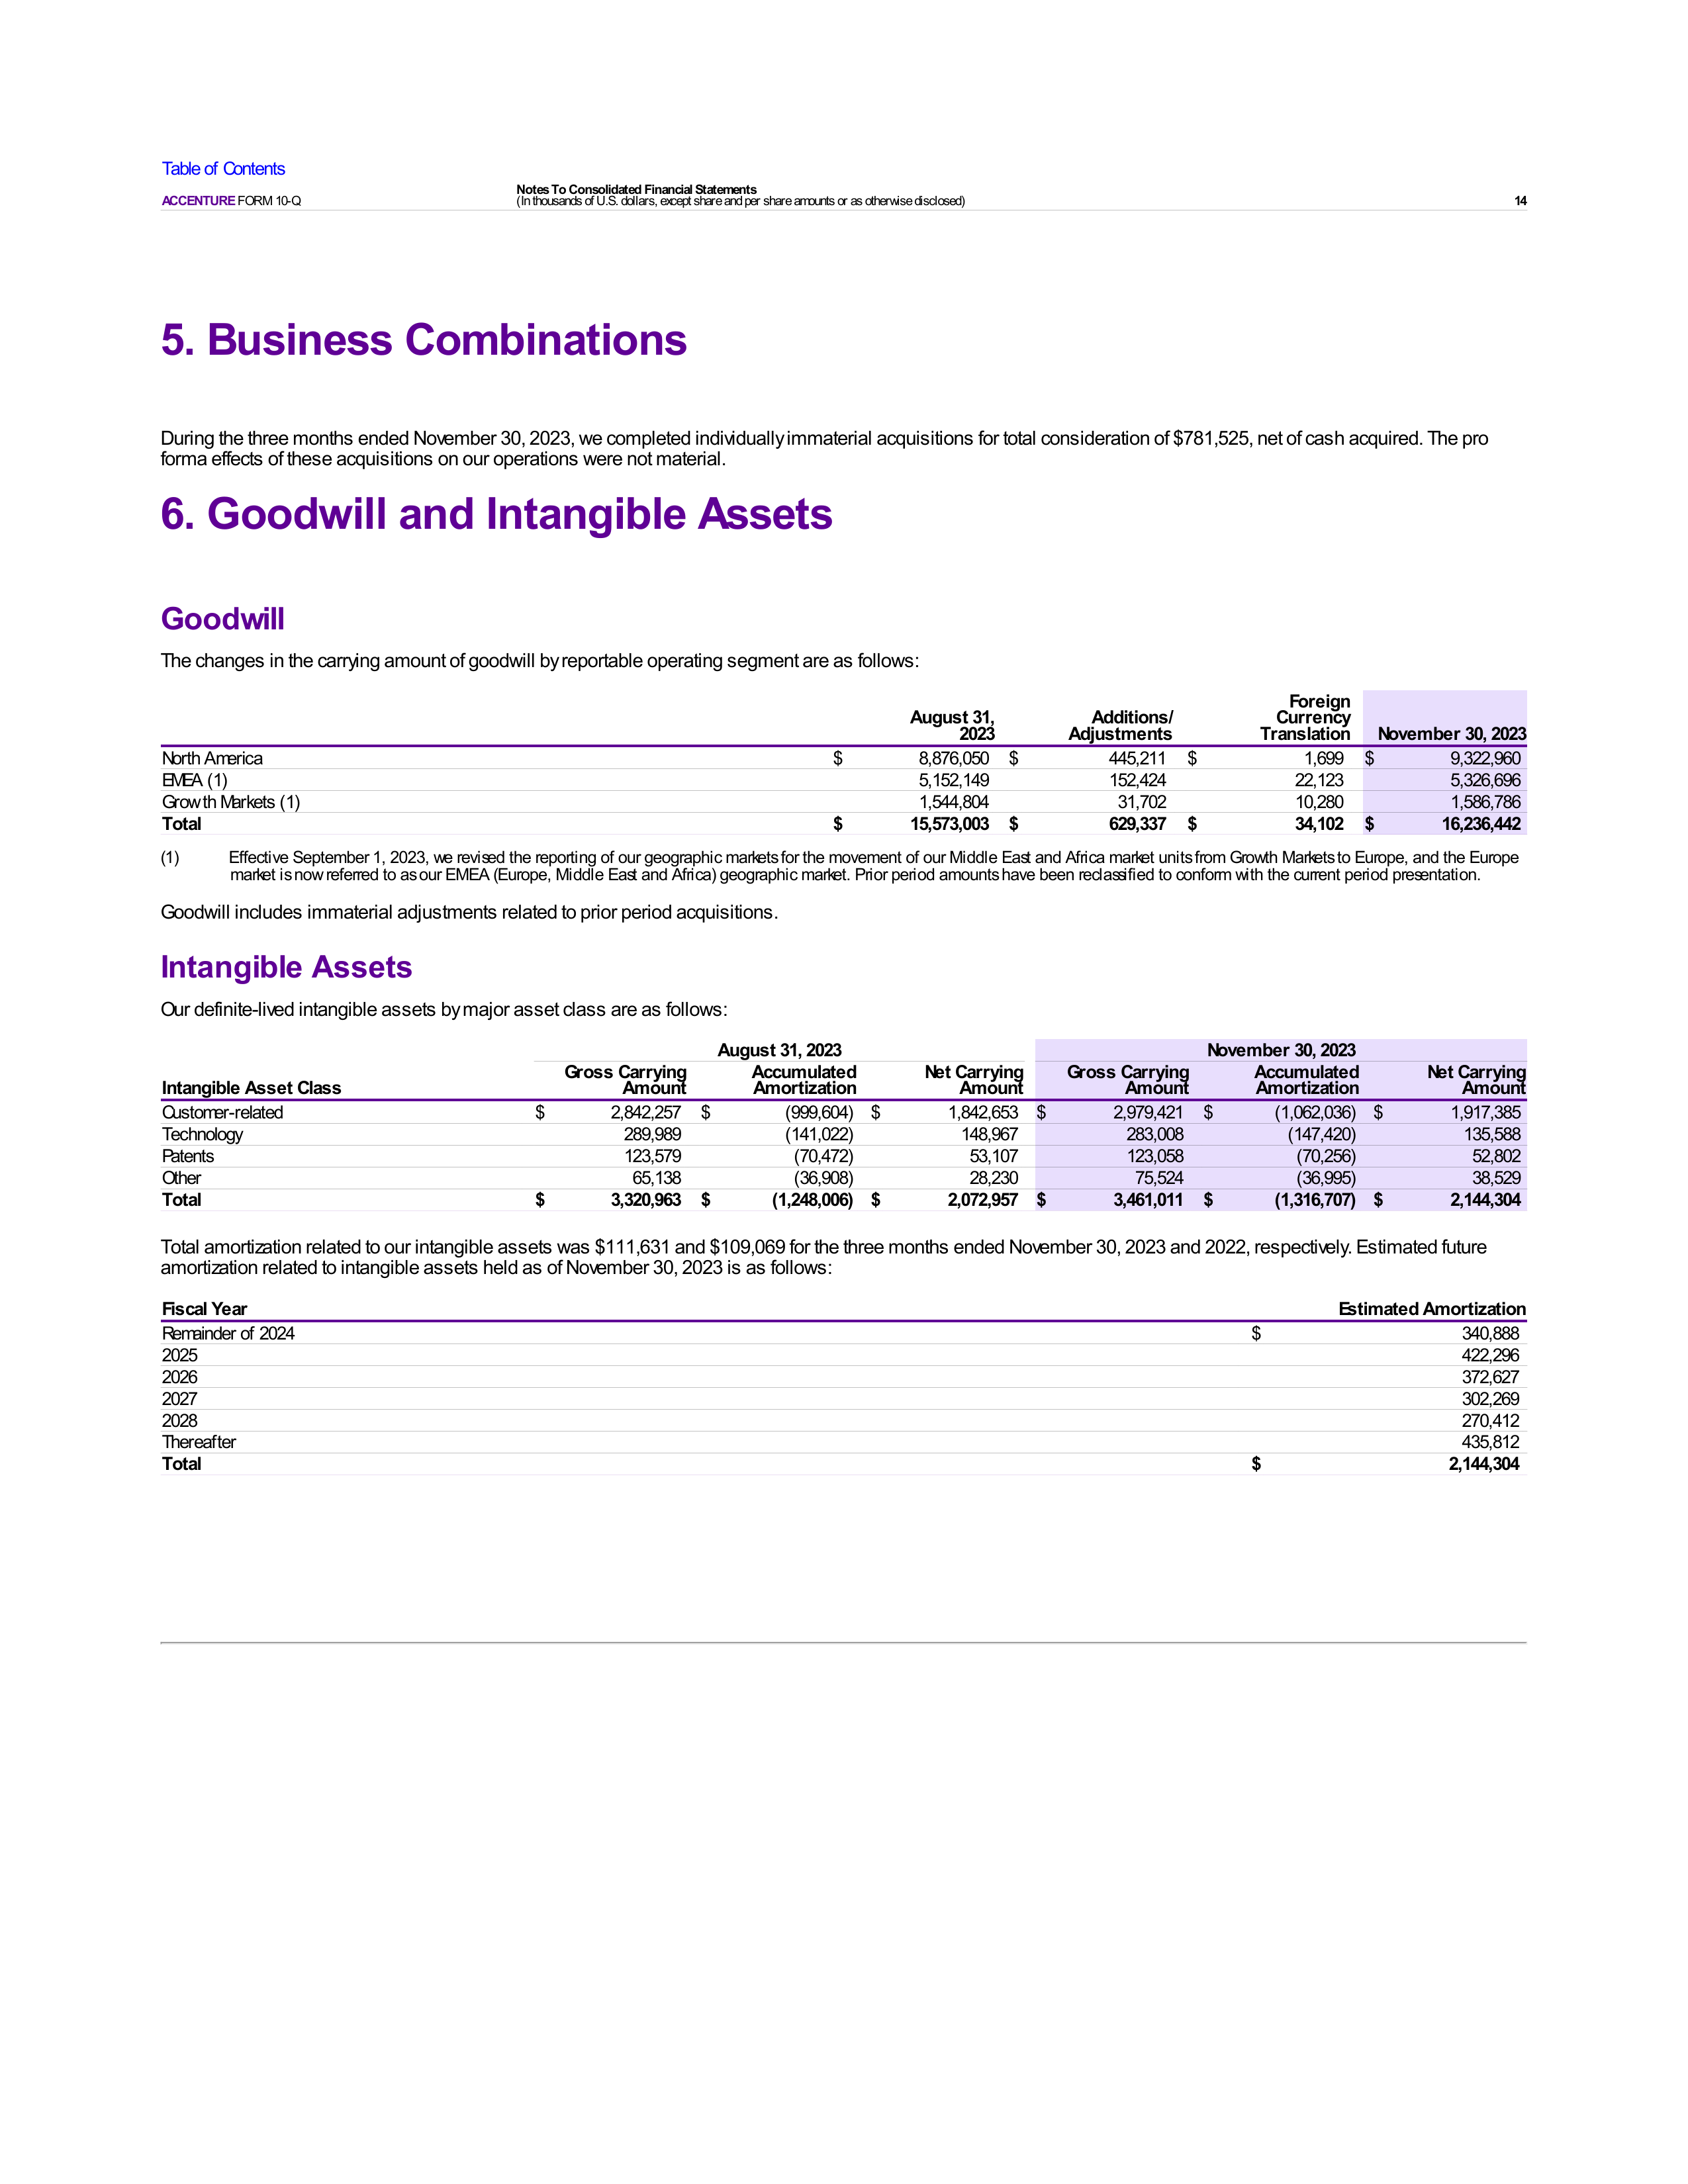 Table of Contents
Notes To Consolidated Financial Statements
ACCENTURE FORM 10-Q (In thousands of U.S. dollars, except share and per share amounts or as otherwise disclosed) 14
5. Business Combinations
During the three months ended November 30, 2023, we completed individually immaterial acquisitions for total consideration of $781,525, net of cash acquired. The pro
forma effects of these acquisitions on our operations were not material.
6. Goodwill and Intangible Assets
Goodwill
The changes in the carrying amount of goodwill by reportable operating segment are as follows:
August 31, 2023 Additions/ Adjustments Foreign Currency Translation November 30, 2023
North America $ 8,876,050 $ 445,211 $ 1,699 $ 9,322,960
EMEA (1) 5,152,149 152,424 22,123 5,326,696
Growth Markets (1) 1,544,804 31,702 10,280 1,586,786
Total $ 15,573,003 $ 629,337 $ 34,102 $ 16,236,442
(1) Effective September 1, 2023, we revised the reporting of our geographic markets for the movement of our Middle East and Africa market units from Growth Markets to Europe, and the Europe
market is now referred to as our EMEA (Europe, Middle East and Africa) geographic market. Prior period amounts have been reclassified to conform with the current period presentation.
Goodwill includes immaterial adjustments related to prior period acquisitions.
Intangible Assets
Our definite-lived intangible assets by major asset class are as follows:
August 31, 2023 November 30, 2023
Intangible Asset Class Gross Carrying Amount Accumulated Amortization Net Carrying Amount Gross Carrying Amount Accumulated Amortization Net Carrying Amount
Customer-related $ 2,842,257 $ (999,604) $ 1,842,653 $ 2,979,421 $ (1,062,036) $ 1,917,385
Technology 289,989 (141,022) 148,967 283,008 (147,420) 135,588
Patents 123,579 (70,472) 53,107 123,058 (70,256) 52,802
Other 65,138 (36,908) 28,230 75,524 (36,995) 38,529
Total $ 3,320,963 $ (1,248,006) $ 2,072,957 $ 3,461,011 $ (1,316,707) $ 2,144,304
Total amortization related to our intangible assets was $111,631 and $109,069 for the three months ended November 30, 2023 and 2022, respectively. Estimated future
amortization related to intangible assets held as of November 30, 2023 is as follows:
Fiscal Year Estimated Amortization
Remainder of 2024 $ 340,888
2025 422,296
2026 372,627
2027 302,269
2028 270,412
Thereafter 435,812
Total $ 2,144,304